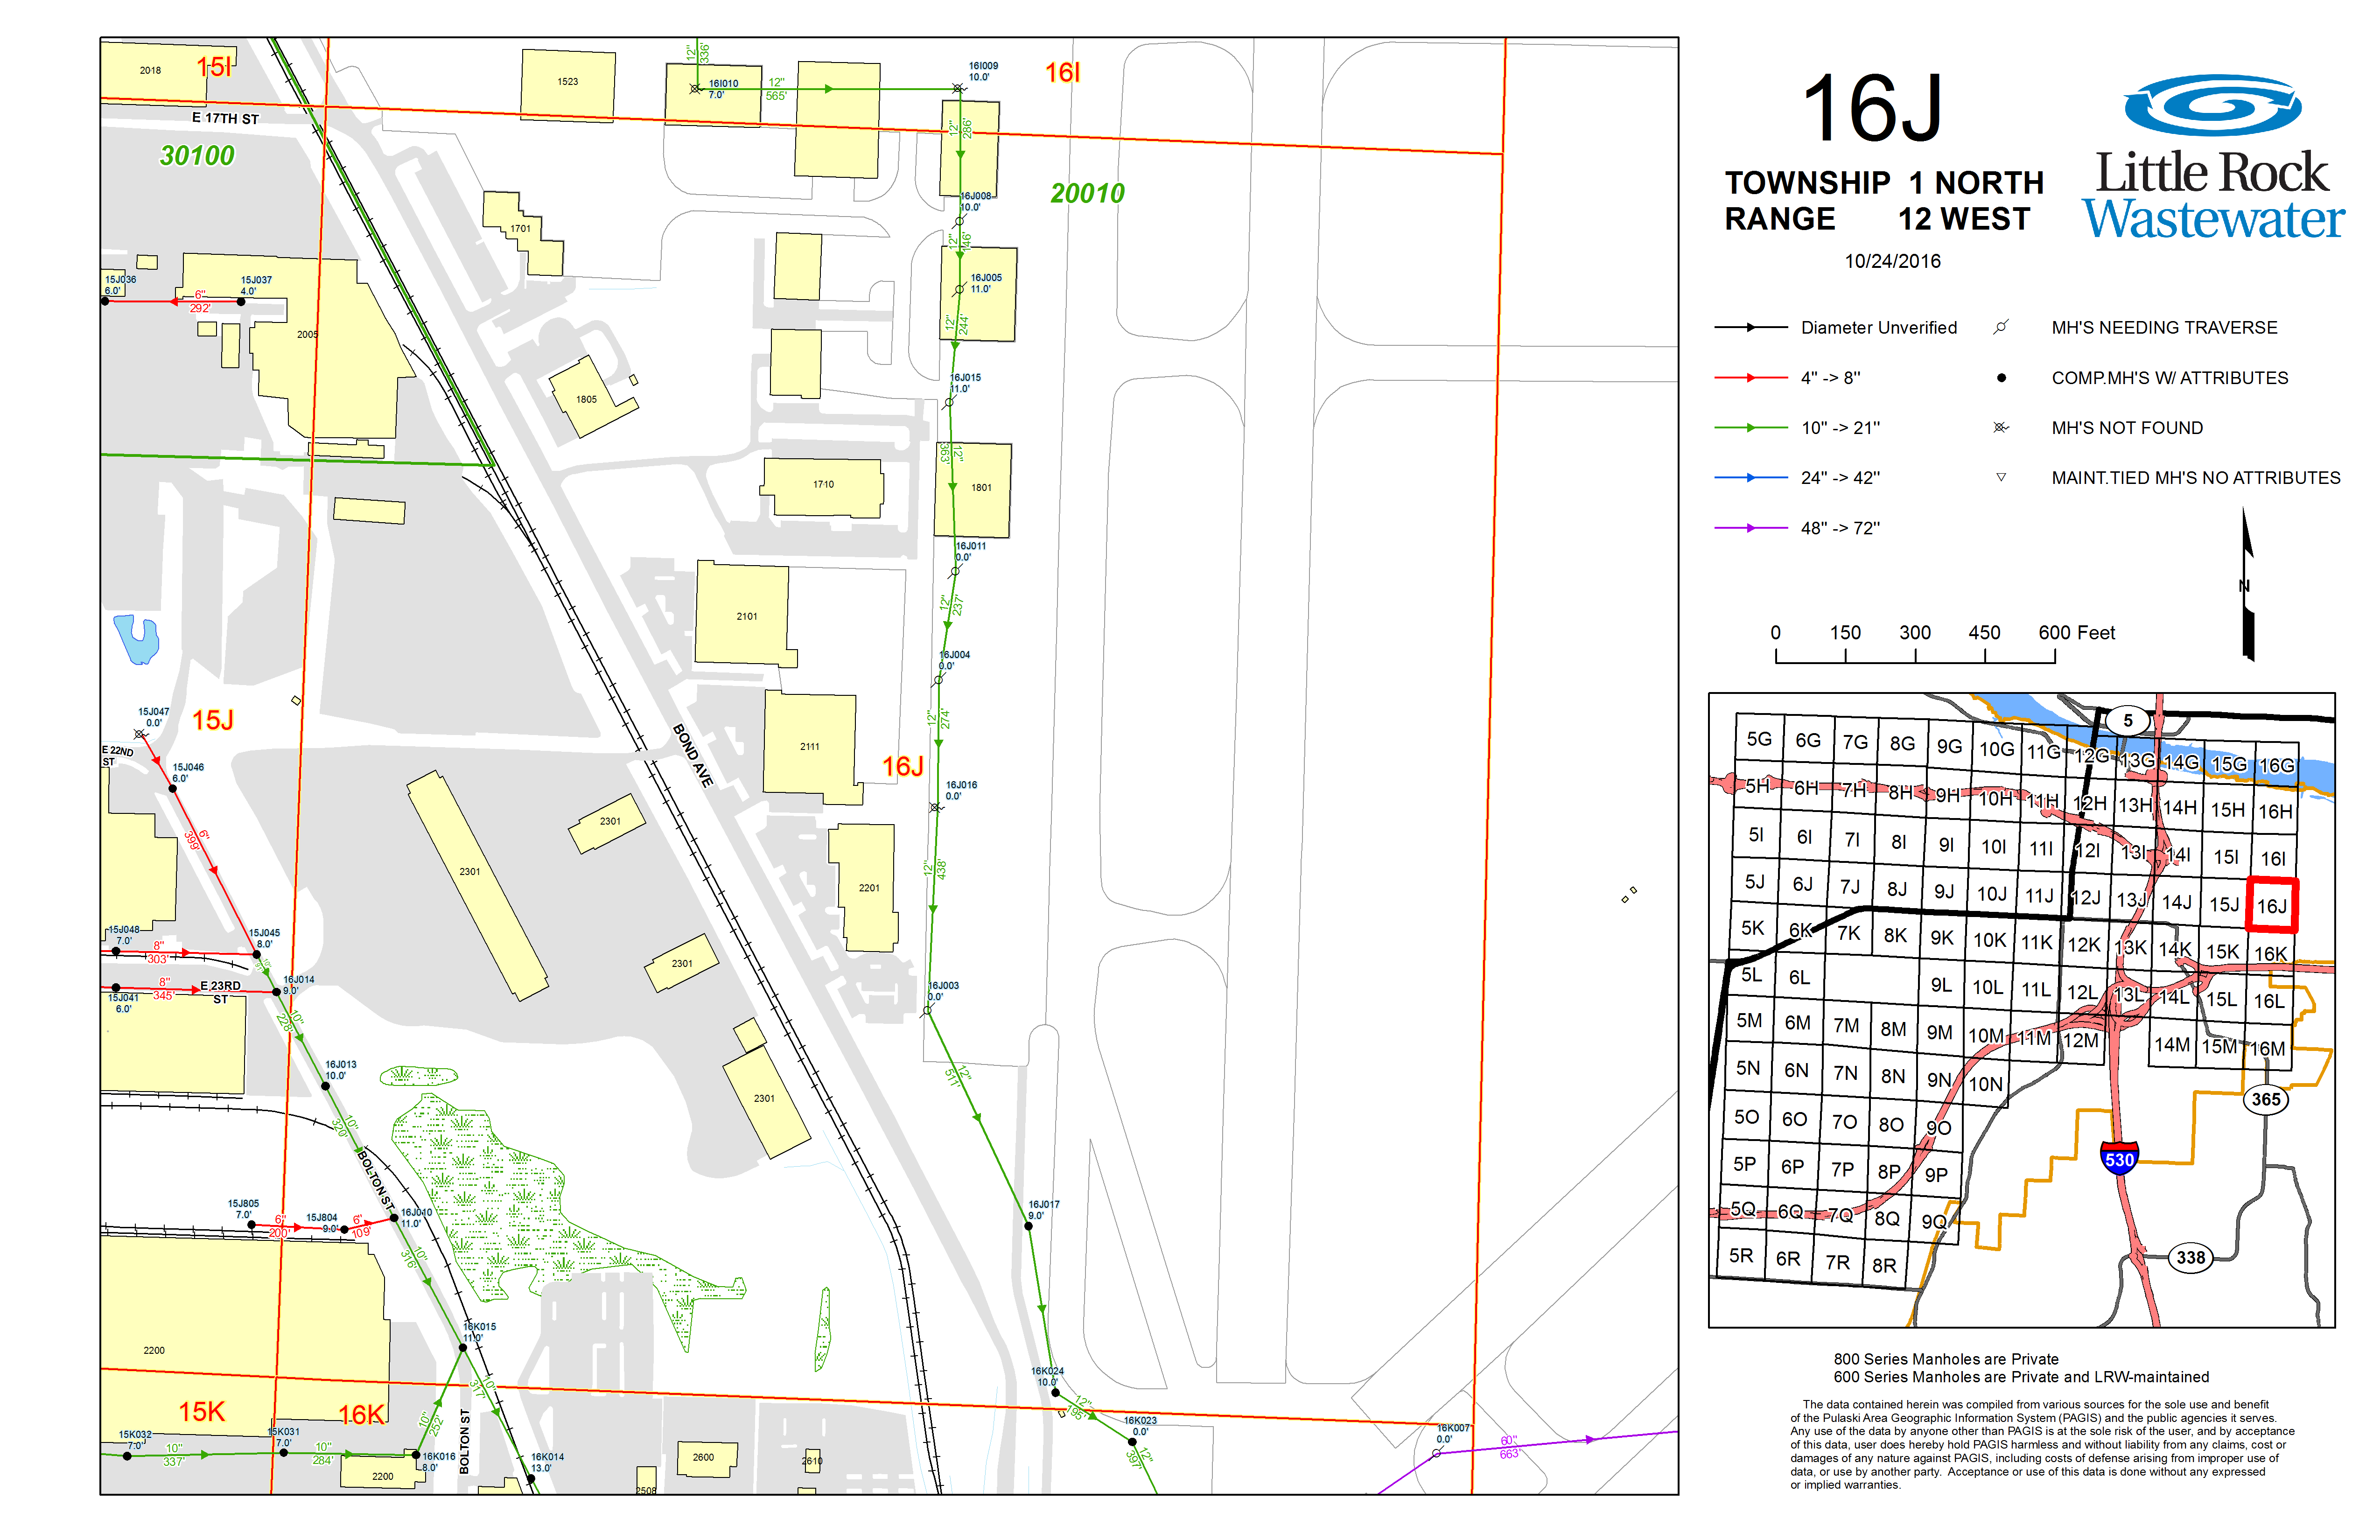 16J
TOWNSHIP 1 NORTH
RANGE 12 WEST
10/24/2016
Little Rock
Wastewater
Diameter Unverified
4" -> 8"
10" -> 21"
24" -> 42"
48" -> 72"
MH'S NEEDING TRAVERSE
COMP.MH'S W/ ATTRIBUTES
MH'S NOT FOUND
MAINT.TIED MH'S NO ATTRIBUTES
N
0 150 300 450 600 Feet
2018
15I
E 17TH ST
30100
1523
12"
336'
16I010
7.0'
12"
565'
16I009
10.0'
16I
12"
286'
20010
16J008
10.0'
12"
146'
1701
16J005
11.0'
12"
244'
15J036
6.0'
6"
292'
15J037
4.0'
2005
1805
16J015
11.0'
12"
363'
1710
1801
16J011
0.0'
12"
237'
2101
16J004
0.0'
12"
274'
15J047
0.0'
15J
E 22ND
ST
15J046
6.0'
BOND AVE
2111
16J
16J016
0.0'
6"
399'
2301
2301
12"
438'
2201
15J048
7.0'
8"
303'
15J045
8.0'
10"
2301
15J041
6.0'
8"
345'
E 23RD
ST
16J014
9.0'
10"
228'
16J003
0.0'
12"
511'
16J013
10.0'
2301
10"
320'
BOLTON ST
15J805
7.0'
6"
200'
15J804
9.0'
6"
109'
16J010
11.0'
16J017
9.0'
10"
316'
16K015
11.0'
2200
10"
317'
16K024
10.0'
12"
195'
15K
16K
10"
252'
BOLTON ST
16K023
0.0'
12"
397'
16K007
0.0'
60"
663'
15K032
7.0'
10"
337'
15K031
7.0'
10"
284'
16K016
8.0'
2200
16K014
13.0'
2600
2610
2508
5
5G 6G 7G 8G 9G 10G 11G 12G 13G 14G 15G 16G
5H 6H 7H 8H 9H 10H 11H 12H 13H 14H 15H 16H
5I 6I 7I 8I 9I 10I 11I 12I 13I 14I 15I 16I
5J 6J 7J 8J 9J 10J 11J 12J 13J 14J 15J 16J
5K 6K 7K 8K 9K 10K 11K 12K 13K 14K 15K 16K
5L 6L 9L 10L 11L 12L 13L 14L 15L 16L
5M 6M 7M 8M 9M 10M 11M 12M 14M 15M 16M
5N 6N 7N 8N 9N 10N
365
5O 6O 7O 8O 9O
530
5P 6P 7P 8P 9P
5Q 6Q 7Q 8Q 9Q
338
5R 6R 7R 8R
800 Series Manholes are Private
600 Series Manholes are Private and LRW-maintained
The data contained herein was compiled from various sources for the sole use and benefit
of the Pulaski Area Geographic Information System (PAGIS) and the public agencies it serves.
Any use of the data by anyone other than PAGIS is at the sole risk of the user, and by acceptance
of this data, user does hereby hold PAGIS harmless and without liability from any claims, cost or
damages of any nature against PAGIS, including costs of defense arising from improper use of
data, or use by another party. Acceptance or use of this data is done without any expressed
or implied warranties.